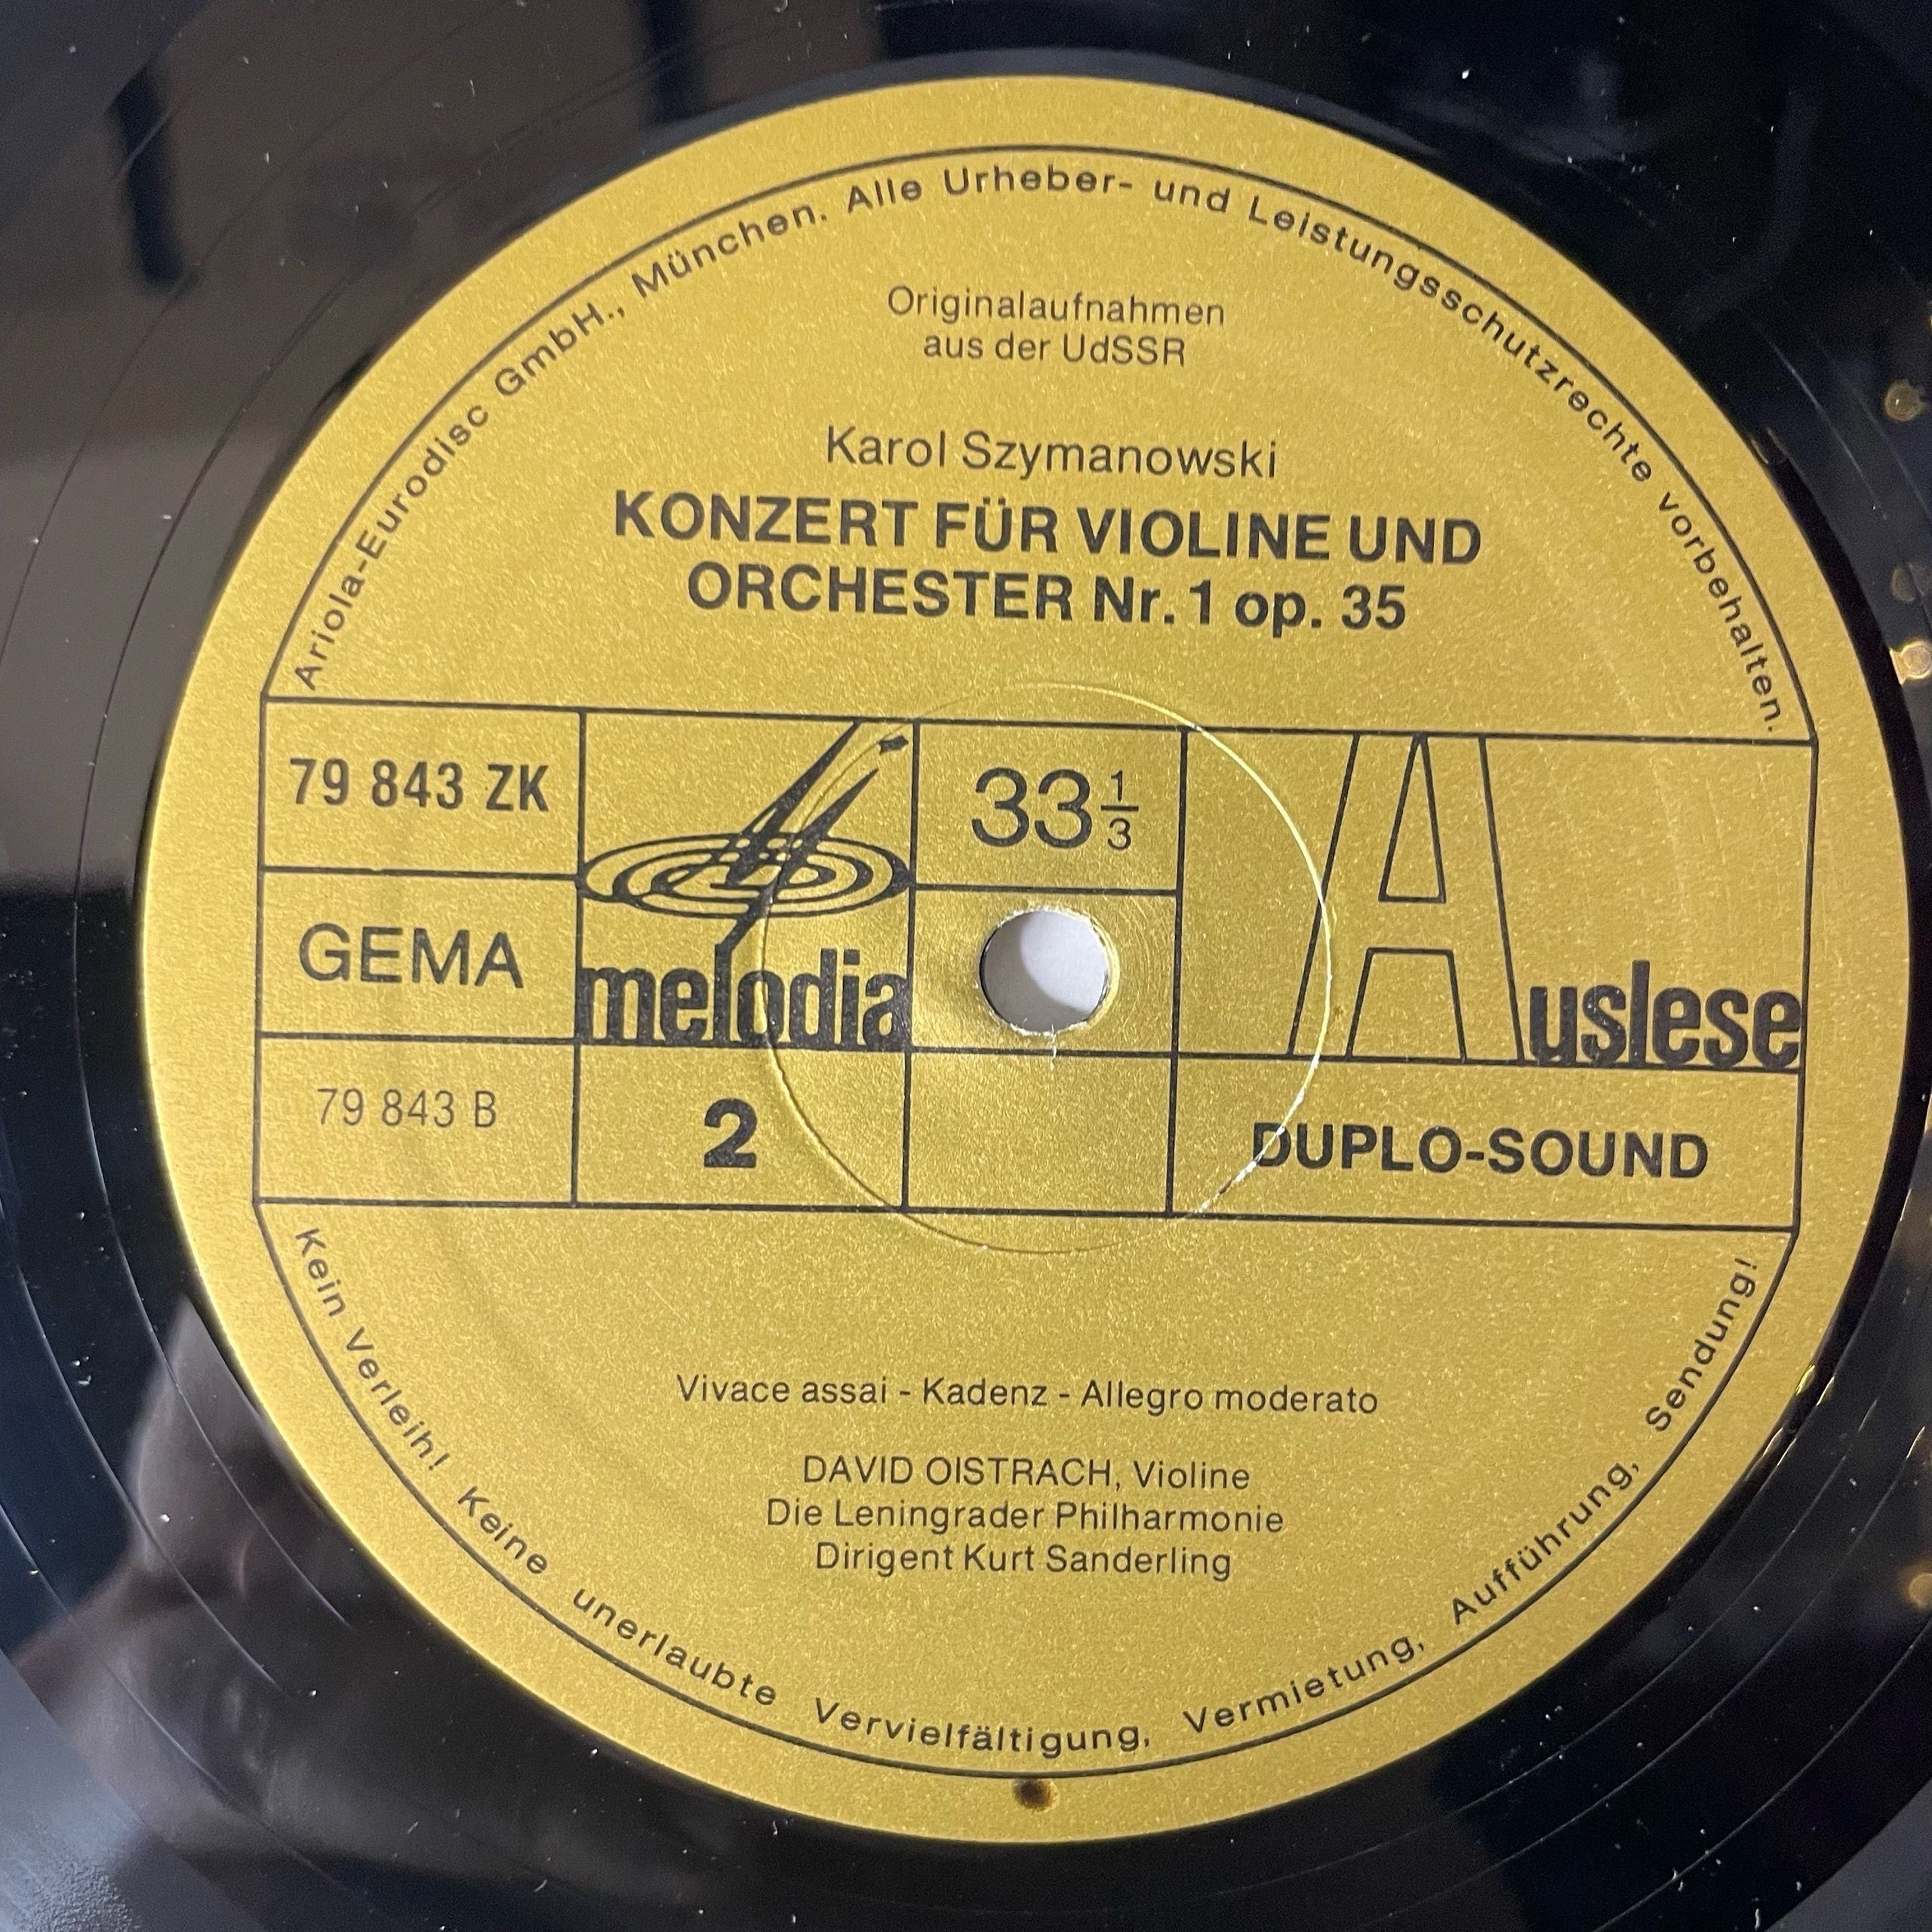 Ariola-Eurodisc GmbH., München. Alle Urheber- und Leistungsschutzrechte vorbehalten.
Originalaufnahmen
aus der UdSSR
Karol Szymanowski
KONZERT FÜR VIOLINE UND
ORCHESTER Nr. 1 op. 35
79 843 ZK
melodia
33 1/3
Auslese
GEMA
79 843 B
2
DUPLO-SOUND
Vivace assai - Kadenz - Allegro moderato
DAVID OISTRACH, Violine
Die Leningrader Philharmonie
Dirigent Kurt Sanderling
Kein Verleih! Keine unerlaubte Vervielfältigung, Vermietung, Aufführung, Sendung!